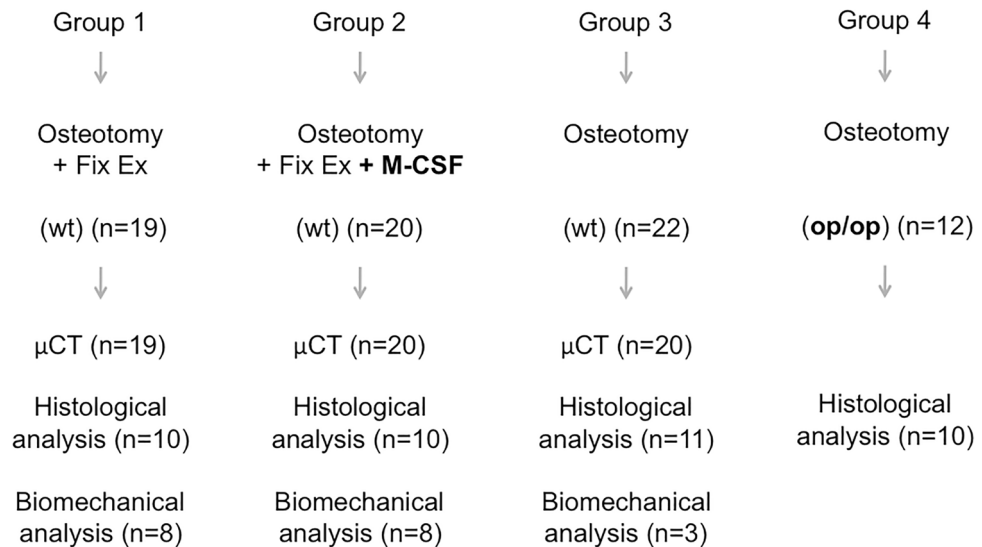 Group 1
Osteotomy
+ Fix Ex
(wt) (n=19)
µCT (n=19)
Histological
analysis (n=10)
Biomechanical
analysis (n=8)
Group 2
Osteotomy
+ Fix Ex + M-CSF
(wt) (n=20)
µCT (n=20)
Histological
analysis (n=10)
Biomechanical
analysis (n=8)
Group 3
Osteotomy
(wt) (n=22)
µCT (n=20)
Histological
analysis (n=11)
Biomechanical
analysis (n=3)
Group 4
Osteotomy
(op/op) (n=12)
Histological
analysis (n=10)